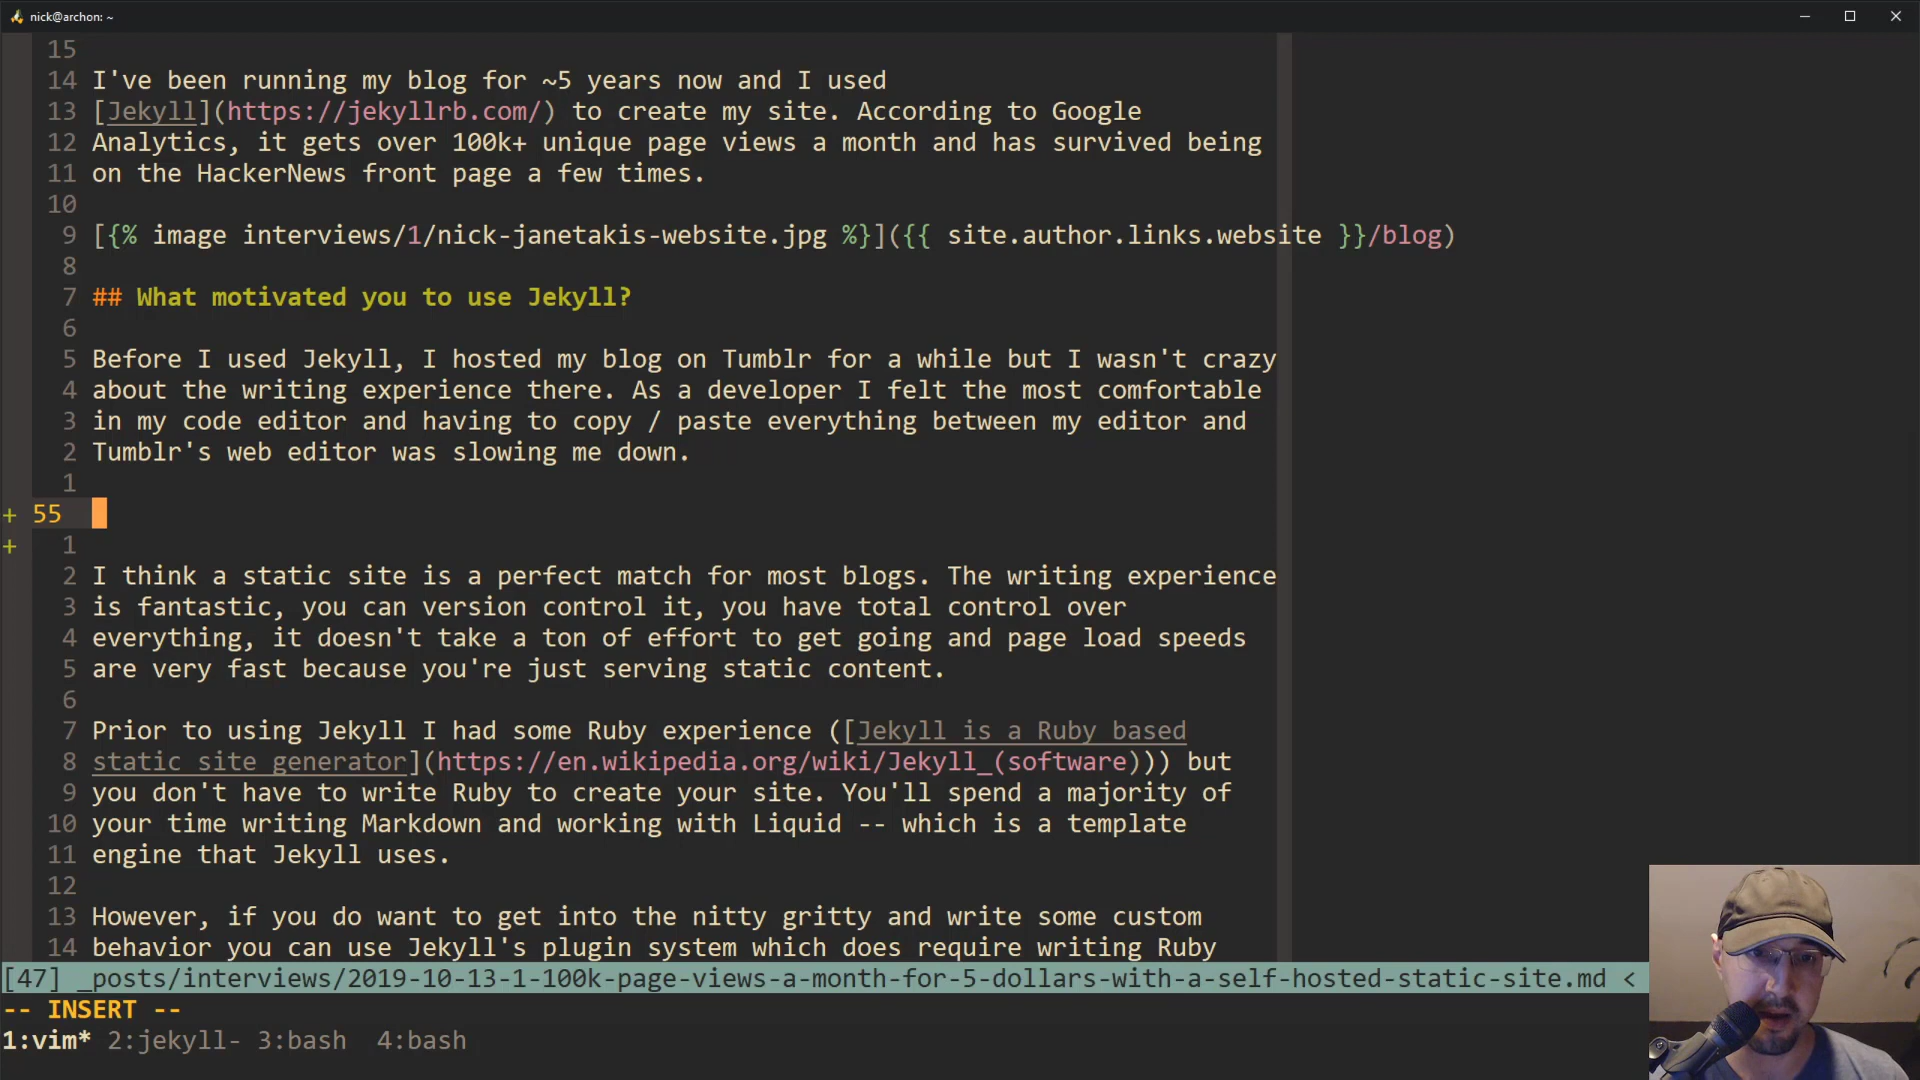 nick@archon: ~
15
14 I've been running my blog for ~5 years now and I used
13 [Jekyll](https://jekyllrb.com/) to create my site. According to Google
12 Analytics, it gets over 100k+ unique page views a month and has survived being
11 on the HackerNews front page a few times.
10
9 [{% image interviews/1/nick-janetakis-website.jpg %}]({{ site.author.links.website }}/blog)
8
7 ## What motivated you to use Jekyll?
6
5 Before I used Jekyll, I hosted my blog on Tumblr for a while but I wasn't crazy
4 about the writing experience there. As a developer I felt the most comfortable
3 in my code editor and having to copy / paste everything between my editor and
2 Tumblr's web editor was slowing me down.
1
+ 55
+ 1
2 I think a static site is a perfect match for most blogs. The writing experience
3 is fantastic, you can version control it, you have total control over
4 everything, it doesn't take a ton of effort to get going and page load speeds
5 are very fast because you're just serving static content.
6
7 Prior to using Jekyll I had some Ruby experience ([Jekyll is a Ruby based
8 static site generator](https://en.wikipedia.org/wiki/Jekyll_(software))) but
9 you don't have to write Ruby to create your site. You'll spend a majority of
10 your time writing Markdown and working with Liquid -- which is a template
11 engine that Jekyll uses.
12
13 However, if you do want to get into the nitty gritty and write some custom
14 behavior you can use Jekyll's plugin system which does require writing Ruby
[47] _posts/interviews/2019-10-13-1-100k-page-views-a-month-for-5-dollars-with-a-self-hosted-static-site.md <
-- INSERT --
1:vim* 2:jekyll- 3:bash 4:bash